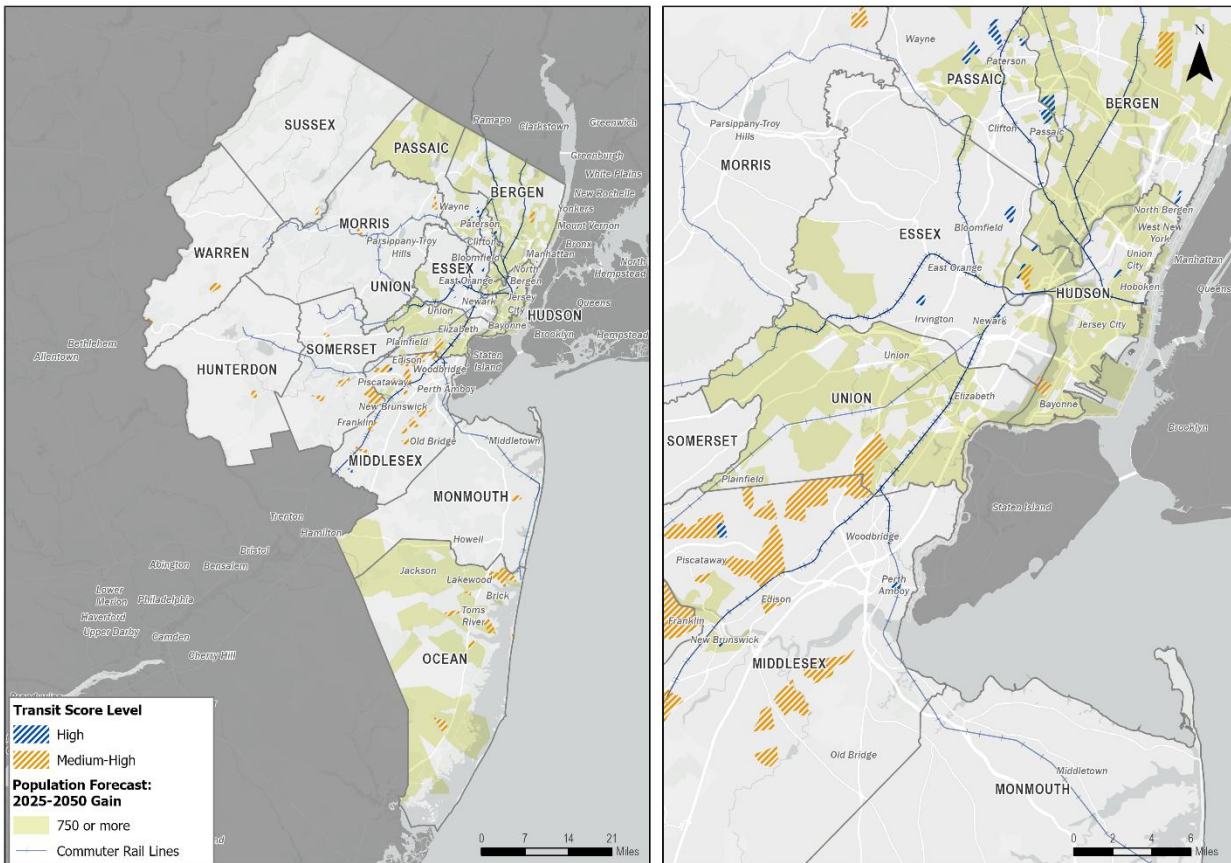 SUSSEX
PASSAIC
Ramapo
Clarkstown
Greenwich
Greenburgh
White Plains
New Rochelle
BERGEN
Wayne
Yonkers
Mount Vernon
MORRIS
Paterson
Clifton
Parsippany-Troy
Hills
Bloomfield
Manhattan
Bronx
North
Hempstead
WARREN
ESSEX
East Orange
North
Bergen
UNION
Newark
Jersey
City
Queens
Union
HUDSON
Elizabeth
Bayonne
Brooklyn
Hempstead
Bethlehem
Allentown
SOMERSET
Plainfield
Staten
Island
HUNTERDON
Edison
Woodbridge
Piscataway
Perth Amboy
New Brunswick
Franklin
Old Bridge
Middletown
MIDDLESEX
MONMOUTH
Trenton
Hamilton
Howell
Bristol
Abington
Bensalem
Jackson
Lakewood
Lower
Merion
Philadelphia
Brick
Haverford
Toms
River
Upper Darby
Camden
Cherry Hill
OCEAN
Transit Score Level
High
Medium-High
Population Forecast:
2025-2050 Gain
750 or more
Commuter Rail Lines
0 7 14 21
Miles
N
Wayne
Paterson
PASSAIC
BERGEN
Parsippany-Troy
Hills
Clifton
Passaic
MORRIS
North Bergen
West New
York
ESSEX
Bloomfield
Union
City
Manhattan
East Orange
Hoboken
HUDSON
Queens
Irvington
Newark
Jersey City
Union
UNION
Elizabeth
Bayonne
SOMERSET
Brooklyn
Plainfield
Staten Island
Woodbridge
Piscataway
Perth
Amboy
Edison
Franklin
New Brunswick
MIDDLESEX
Old Bridge
Middletown
MONMOUTH
0 2 4 6
Miles